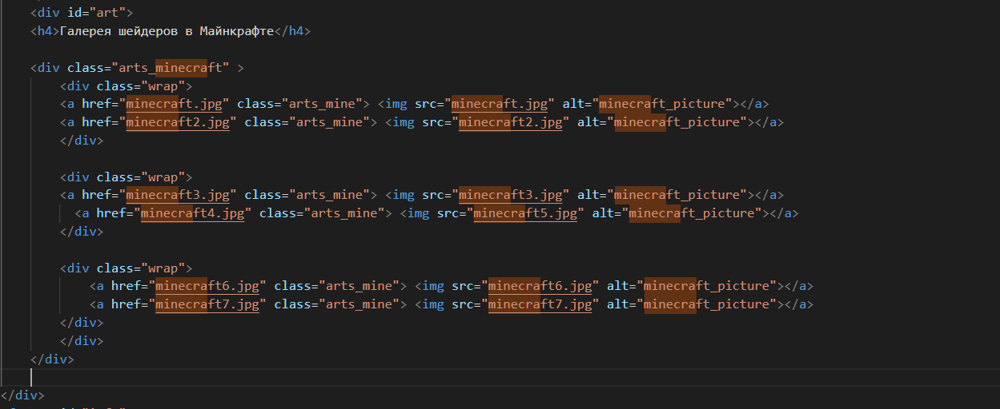 <div id="art">
<h4>Галерея шейдеров в Майнкрафте</h4>
<div class="arts_minecraft" >
<div class="wrap">
<a href="minecraft.jpg" class="arts_mine"> <img src="minecraft.jpg" alt="minecraft_picture"></a>
<a href="minecraft2.jpg" class="arts_mine"> <img src="minecraft2.jpg" alt="minecraft_picture"></a>
</div>
<div class="wrap">
<a href="minecraft3.jpg" class="arts_mine"> <img src="minecraft3.jpg" alt="minecraft_picture"></a>
<a href="minecraft4.jpg" class="arts_mine"> <img src="minecraft5.jpg" alt="minecraft_picture"></a>
</div>
<div class="wrap">
<a href="minecraft6.jpg" class="arts_mine"> <img src="minecraft6.jpg" alt="minecraft_picture"></a>
<a href="minecraft7.jpg" class="arts_mine"> <img src="minecraft7.jpg" alt="minecraft_picture"></a>
</div>
</div>
</div>
</div>